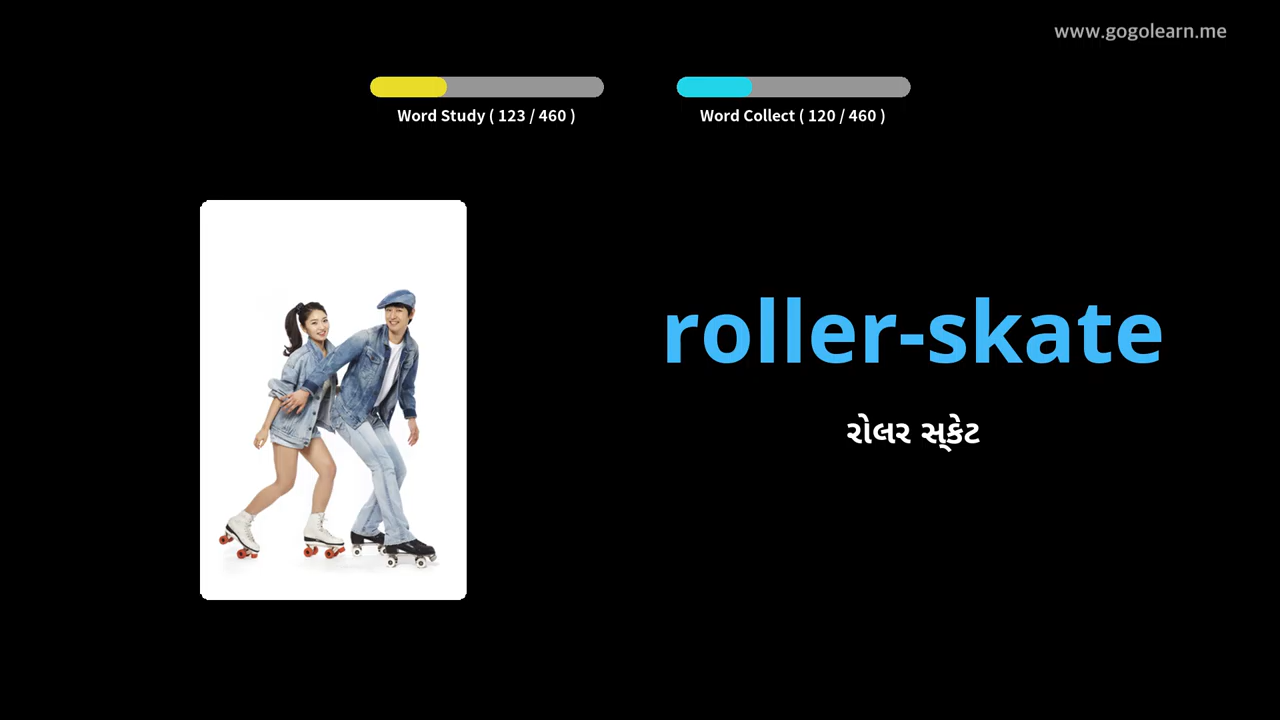 www.gogolearn.me
Word Study ( 123 / 460 )
Word Collect ( 120 / 460 )
roller-skate
રોલર સ્કેટ